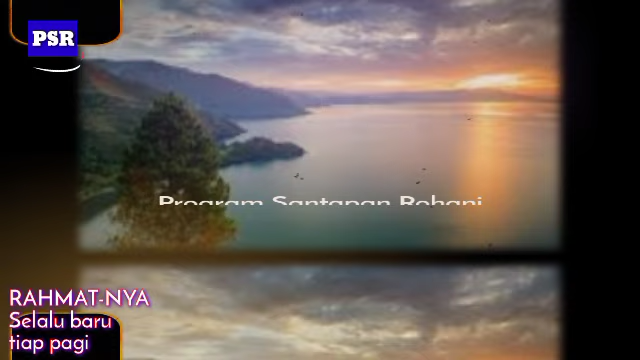 PSR
Program Santapan Rohani
RAHMAT-NYA
Selalu baru
tiap pagi